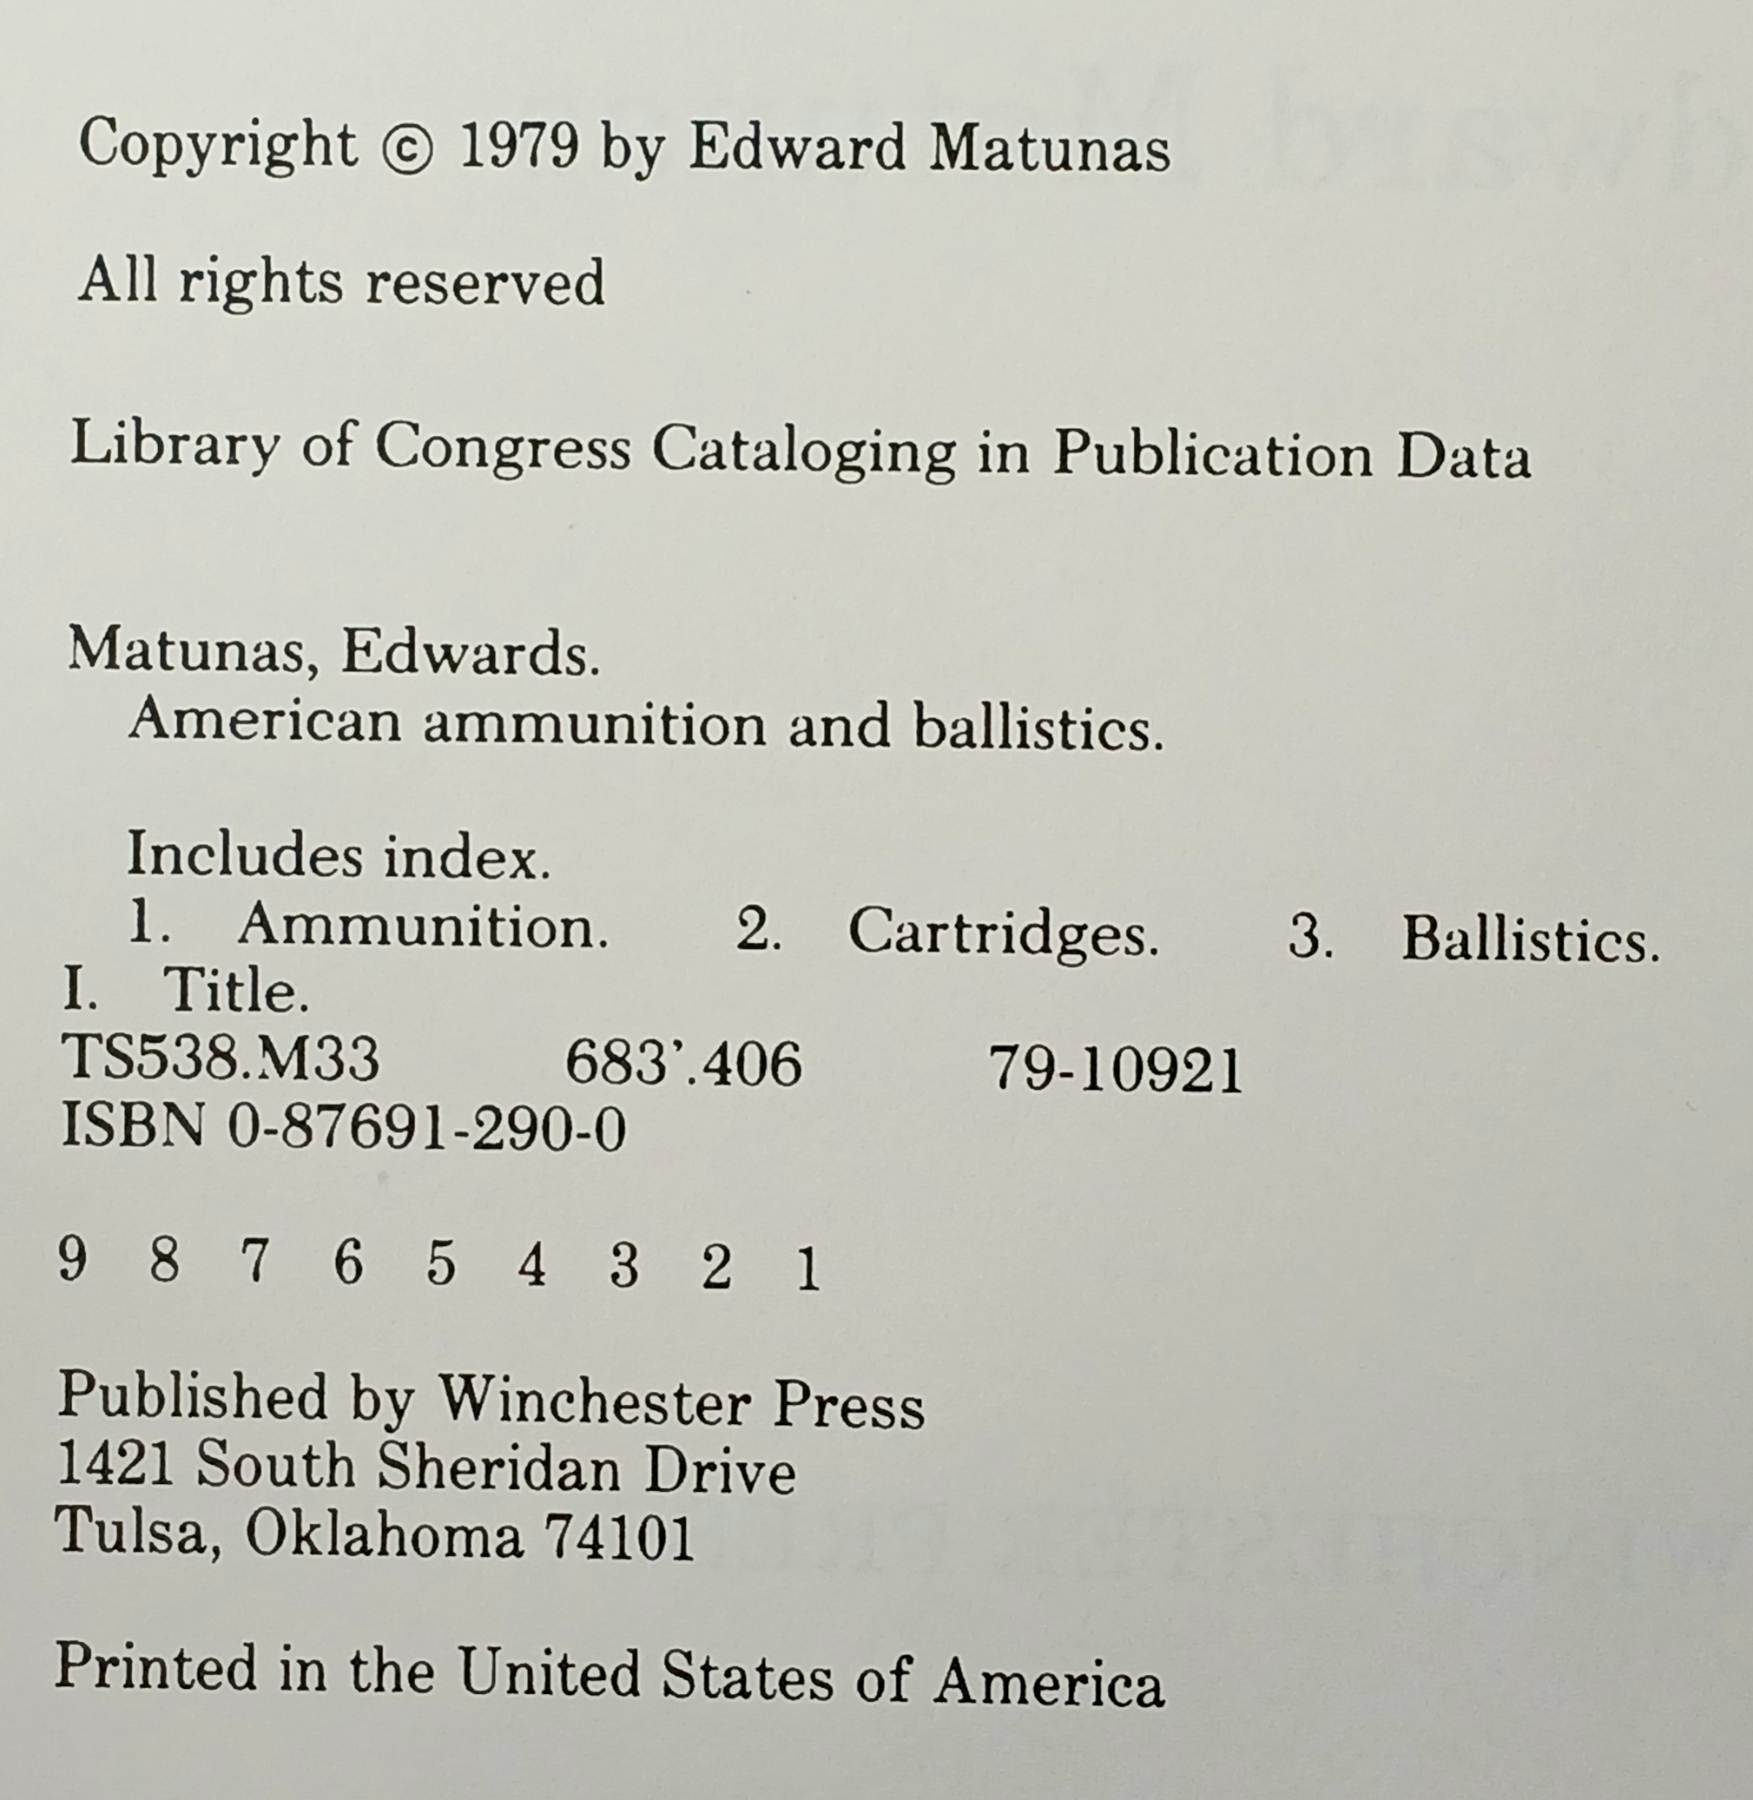 Copyright © 1979 by Edward Matunas
All rights reserved
Library of Congress Cataloging in Publication Data
Matunas, Edwards.
American ammunition and ballistics.
Includes index.
1. Ammunition. 2. Cartridges. 3. Ballistics.
I. Title.
TS538.M33 683’.406 79-10921
ISBN 0-87691-290-0
9 8 7 6 5 4 3 2 1
Published by Winchester Press
1421 South Sheridan Drive
Tulsa, Oklahoma 74101
Printed in the United States of America